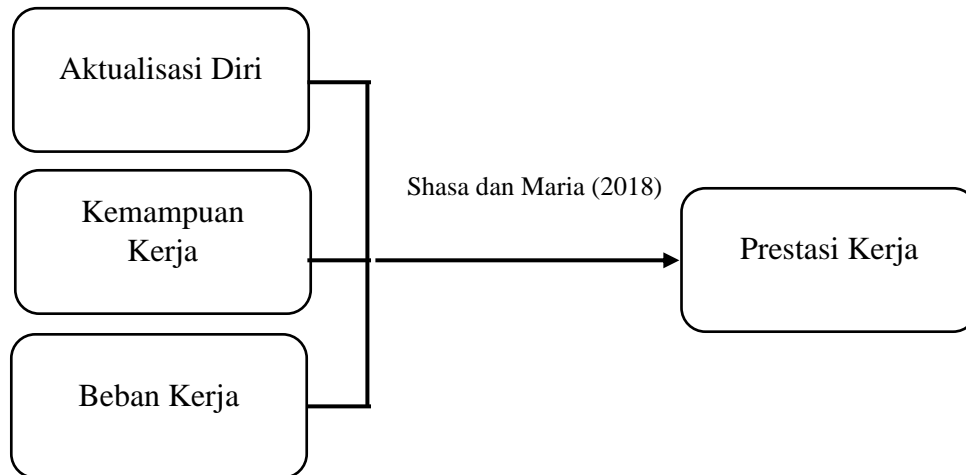 Aktualisasi Diri
Kemampuan
Kerja
Beban Kerja
Shasa dan Maria (2018)
Prestasi Kerja